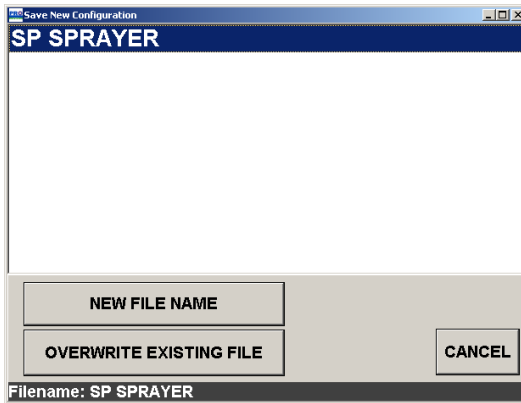 Save New Configuration
SP SPRAYER
NEW FILE NAME
OVERWRITE EXISTING FILE
CANCEL
Filename: SP SPRAYER